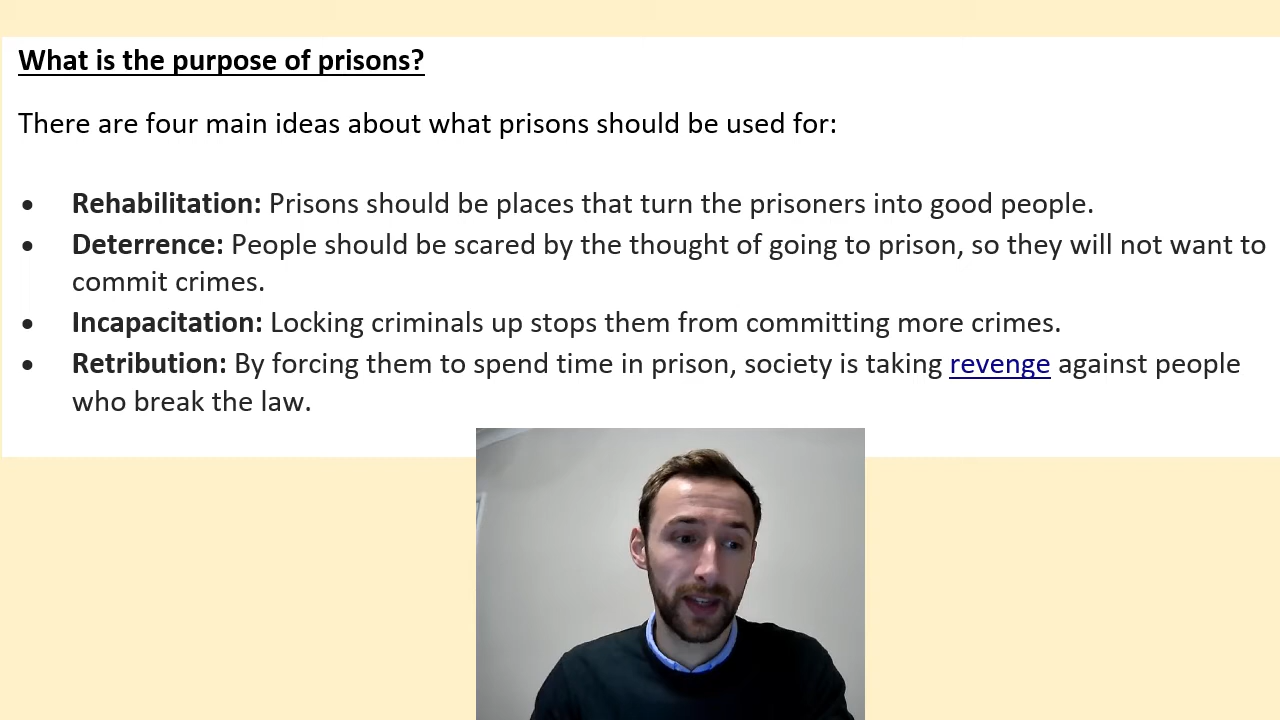 What is the purpose of prisons?
There are four main ideas about what prisons should be used for:
• Rehabilitation: Prisons should be places that turn the prisoners into good people.
• Deterrence: People should be scared by the thought of going to prison, so they will not want to
commit crimes.
• Incapacitation: Locking criminals up stops them from committing more crimes.
• Retribution: By forcing them to spend time in prison, society is taking revenge against people
who break the law.